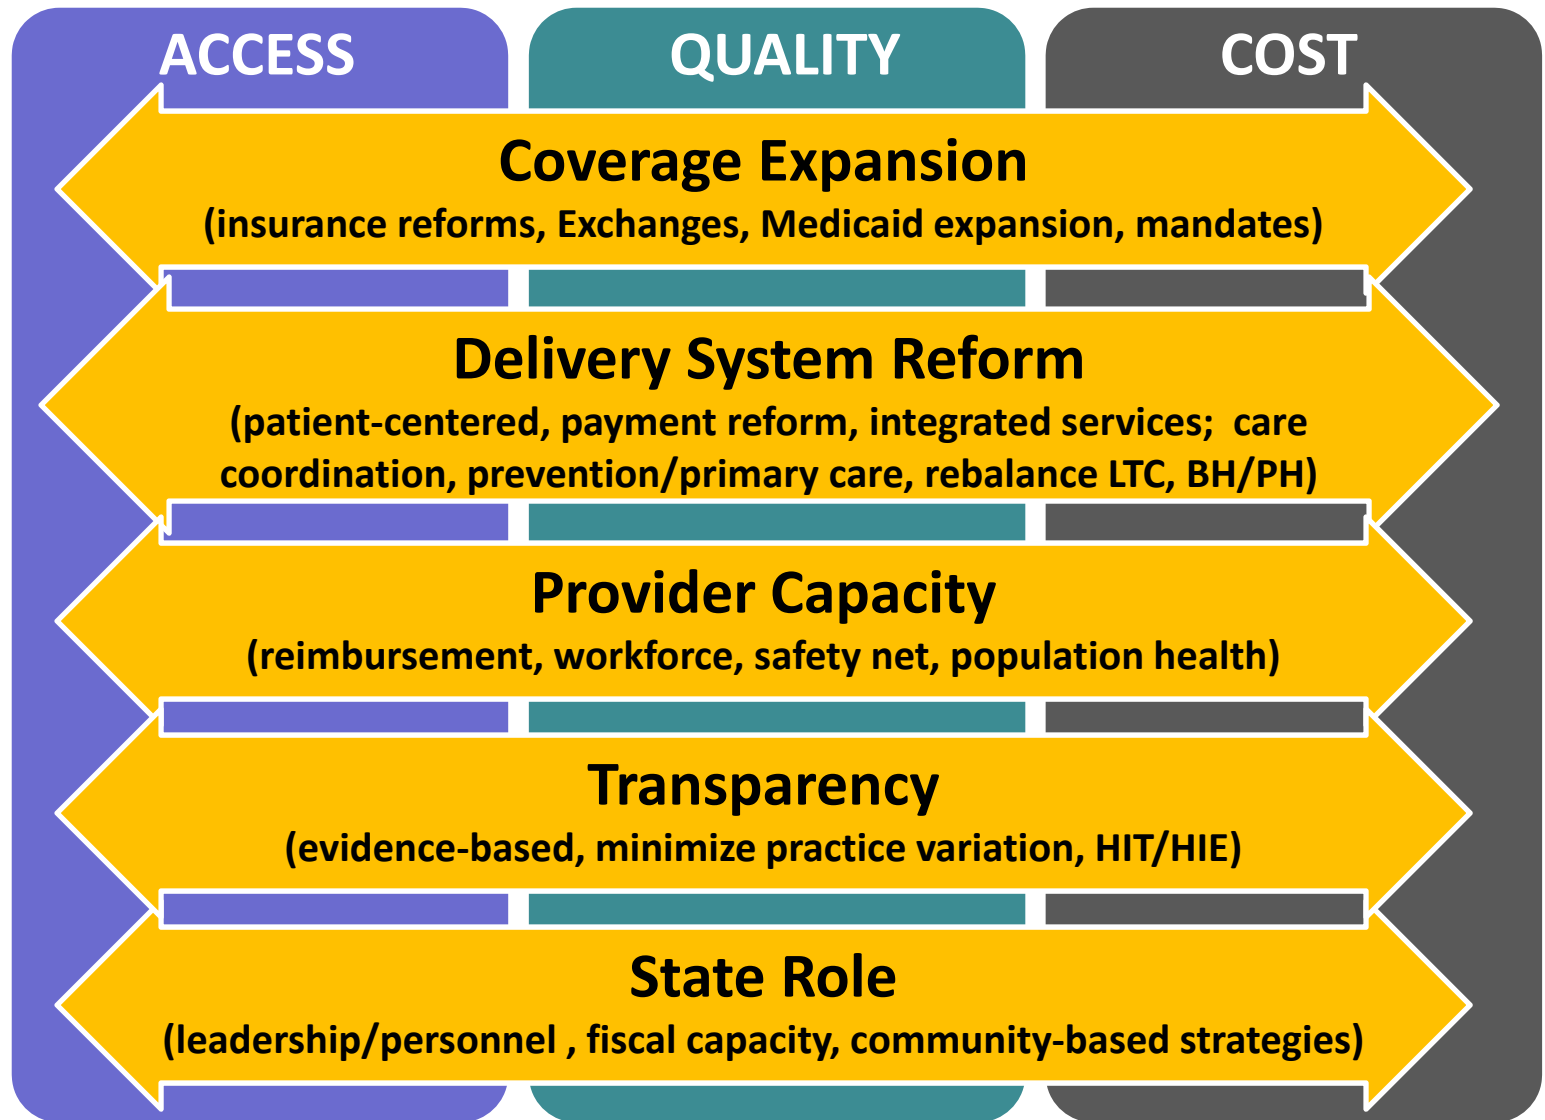 ACCESS QUALITY COST
Coverage Expansion
(insurance reforms, Exchanges, Medicaid expansion, mandates)
Delivery System Reform
(patient-centered, payment reform, integrated services;  care
coordination, prevention/primary care, rebalance LTC, BH/PH)
Provider Capacity
(reimbursement, workforce, safety net, population health)
Transparency
(evidence-based, minimize practice variation, HIT/HIE)
State Role
(leadership/personnel , fiscal capacity, community-based strategies)